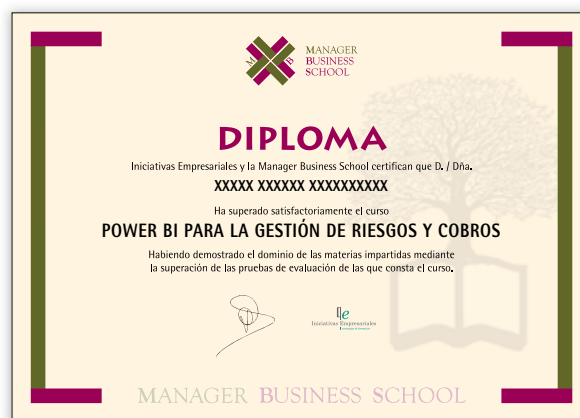 M B
MANAGER
BUSINESS
SCHOOL
DIPLOMA
Iniciativas Empresariales y la Manager Business School certifican que D. / Dña.
XXXXX XXXXXX XXXXXXXXXX
Ha superado satisfactoriamente el curso
POWER BI PARA LA GESTIÓN DE RIESGOS Y COBROS
Habiendo demostrado el dominio de las materias impartidas mediante
la superación de las pruebas de evaluación de las que consta el curso.
Iniciativas Empresariales
MANAGER BUSINESS SCHOOL